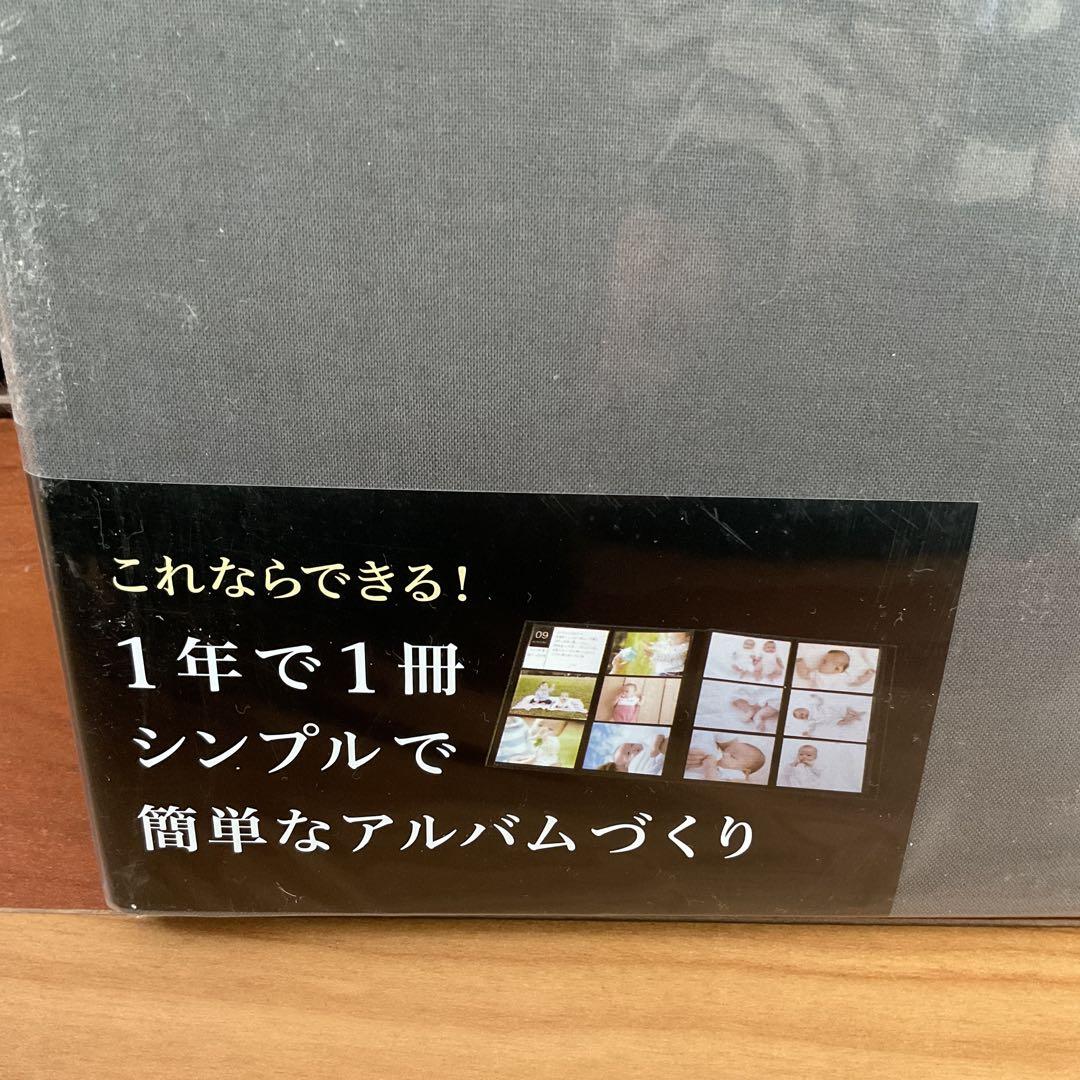 これならできる！
1年で1冊
シンプルで
簡単なアルバムづくり
09